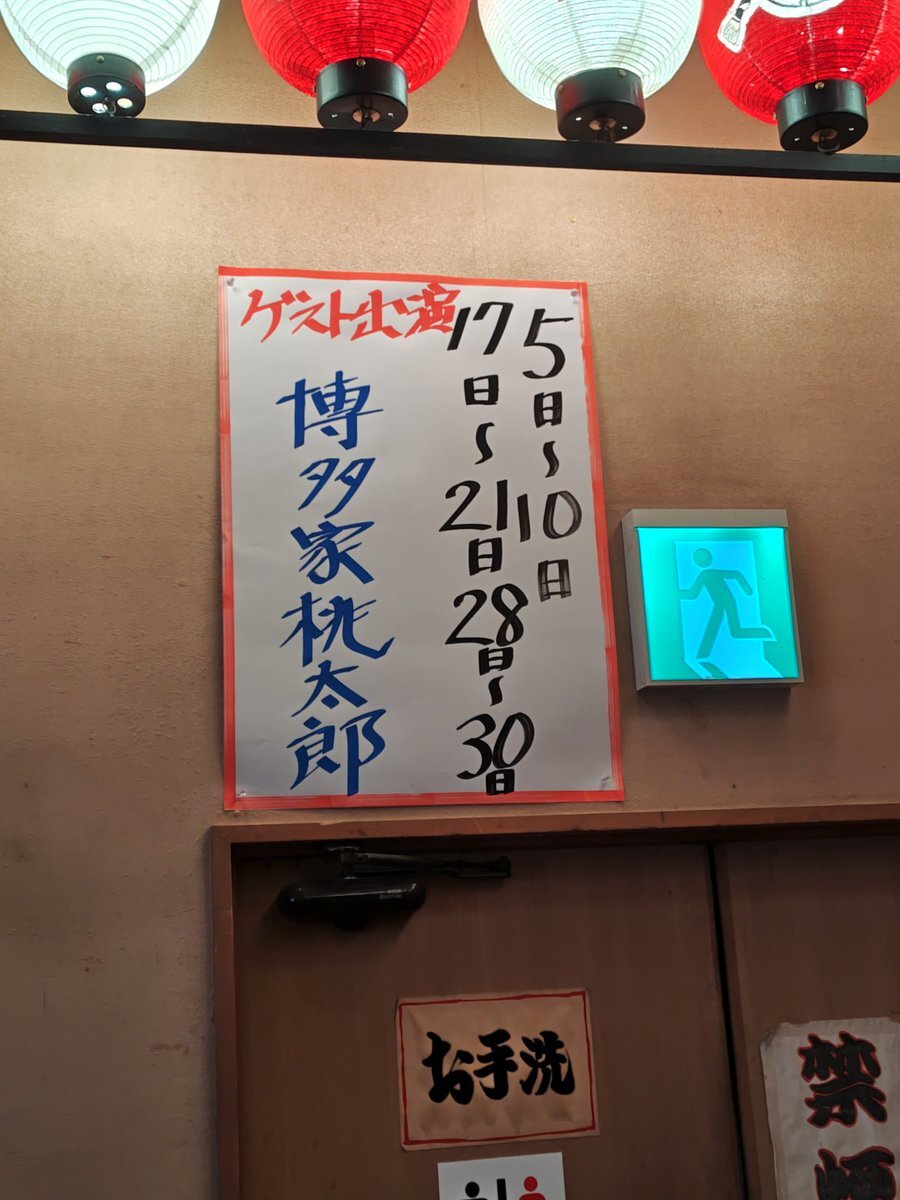 ゲスト出演
5日〜10日
17日〜21日
28日〜30日
博多家桃太郎
お手洗
禁